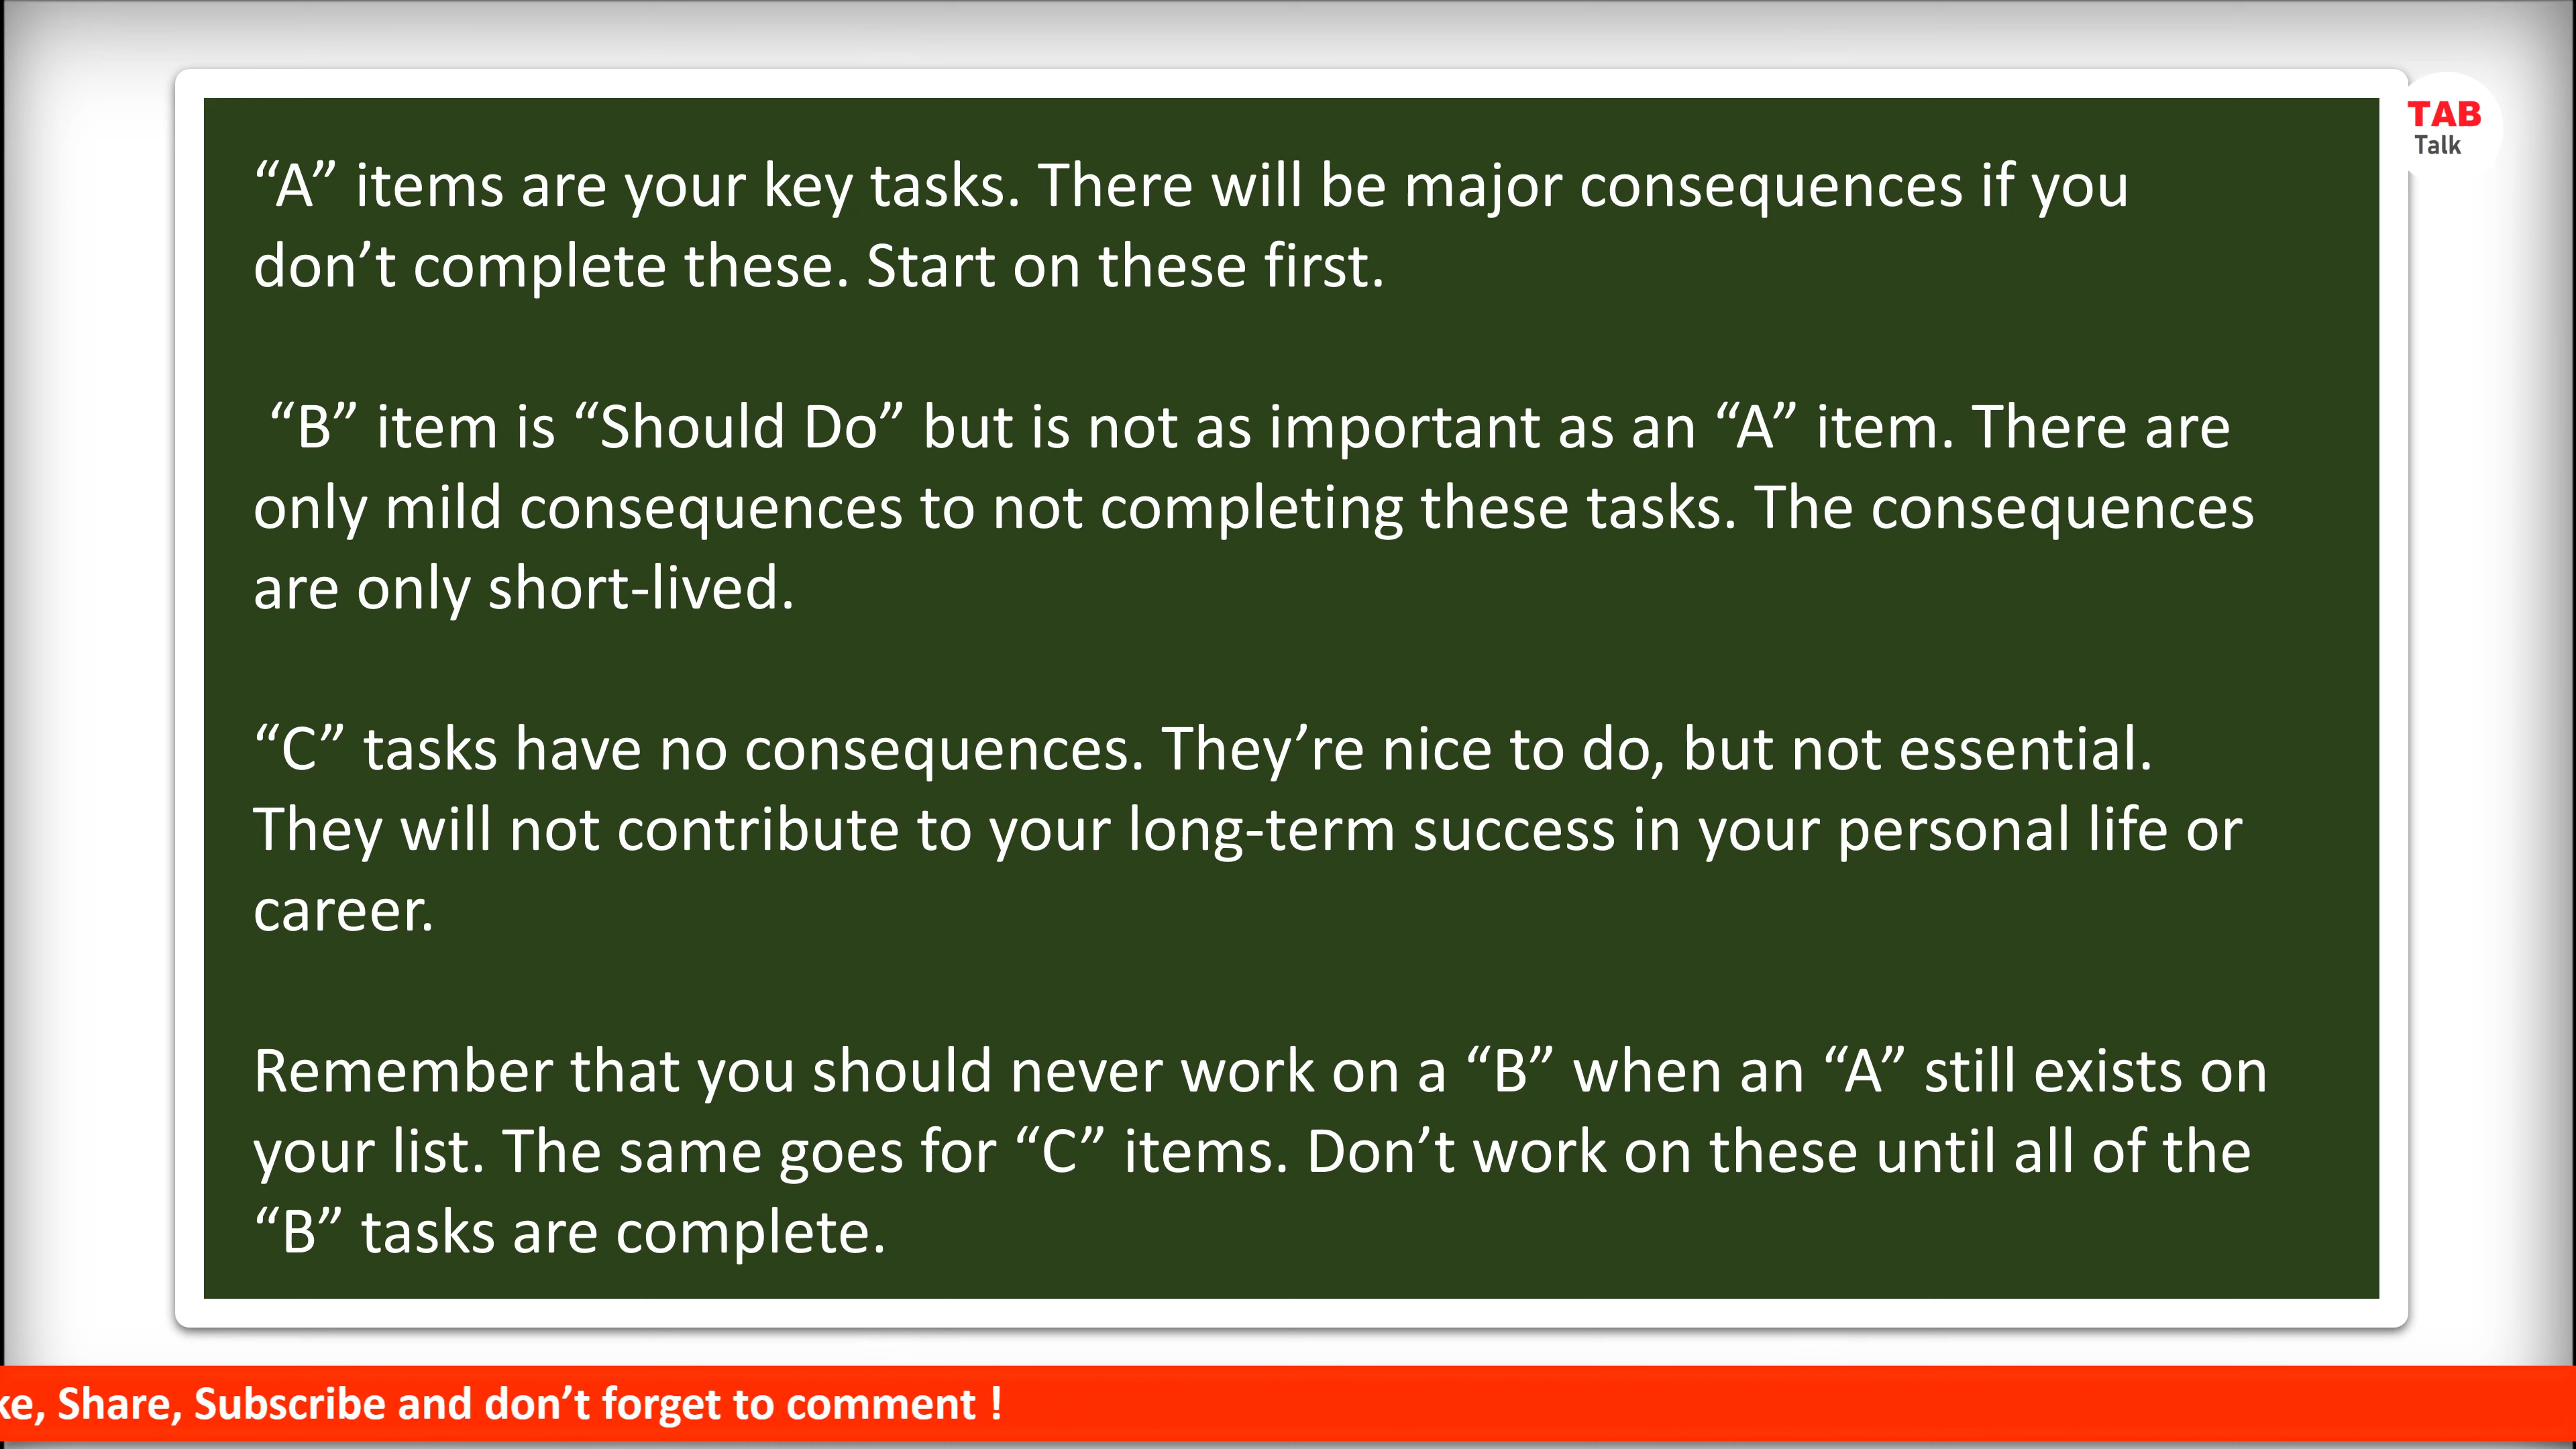 “A” items are your key tasks. There will be major consequences if you
don’t complete these. Start on these first.
“B” item is “Should Do” but is not as important as an “A” item. There are
only mild consequences to not completing these tasks. The consequences
are only short-lived.
“C” tasks have no consequences. They’re nice to do, but not essential.
They will not contribute to your long-term success in your personal life or
career.
Remember that you should never work on a “B” when an “A” still exists on
your list. The same goes for “C” items. Don’t work on these until all of the
“B” tasks are complete.
TAB
Talk
ke, Share, Subscribe and don’t forget to comment !